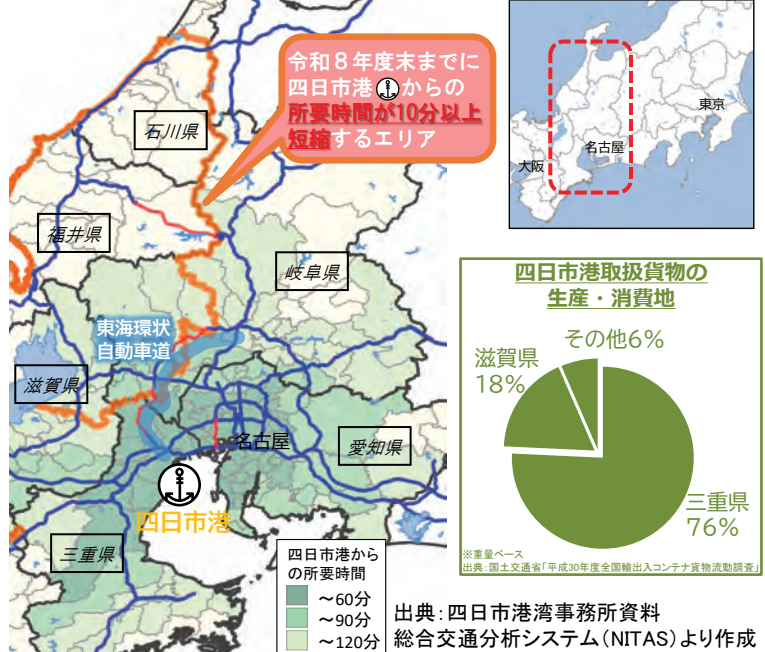 令和８年度末までに
四日市港からの
所要時間が10分以上
短縮するエリア
石川県
福井県
岐阜県
東海環状
自動車道
滋賀県
名古屋
愛知県
四日市港
三重県
四日市港から
の所要時間
～60分
～90分
～120分
東京
名古屋
大阪
四日市港取扱貨物の
生産・消費地
その他6%
滋賀県
18%
三重県
76%
※重量ベース
出典：国土交通省「平成30年度全国輸出入コンテナ貨物流動調査」
出典：四日市港湾事務所資料
総合交通分析システム（NITAS）より作成